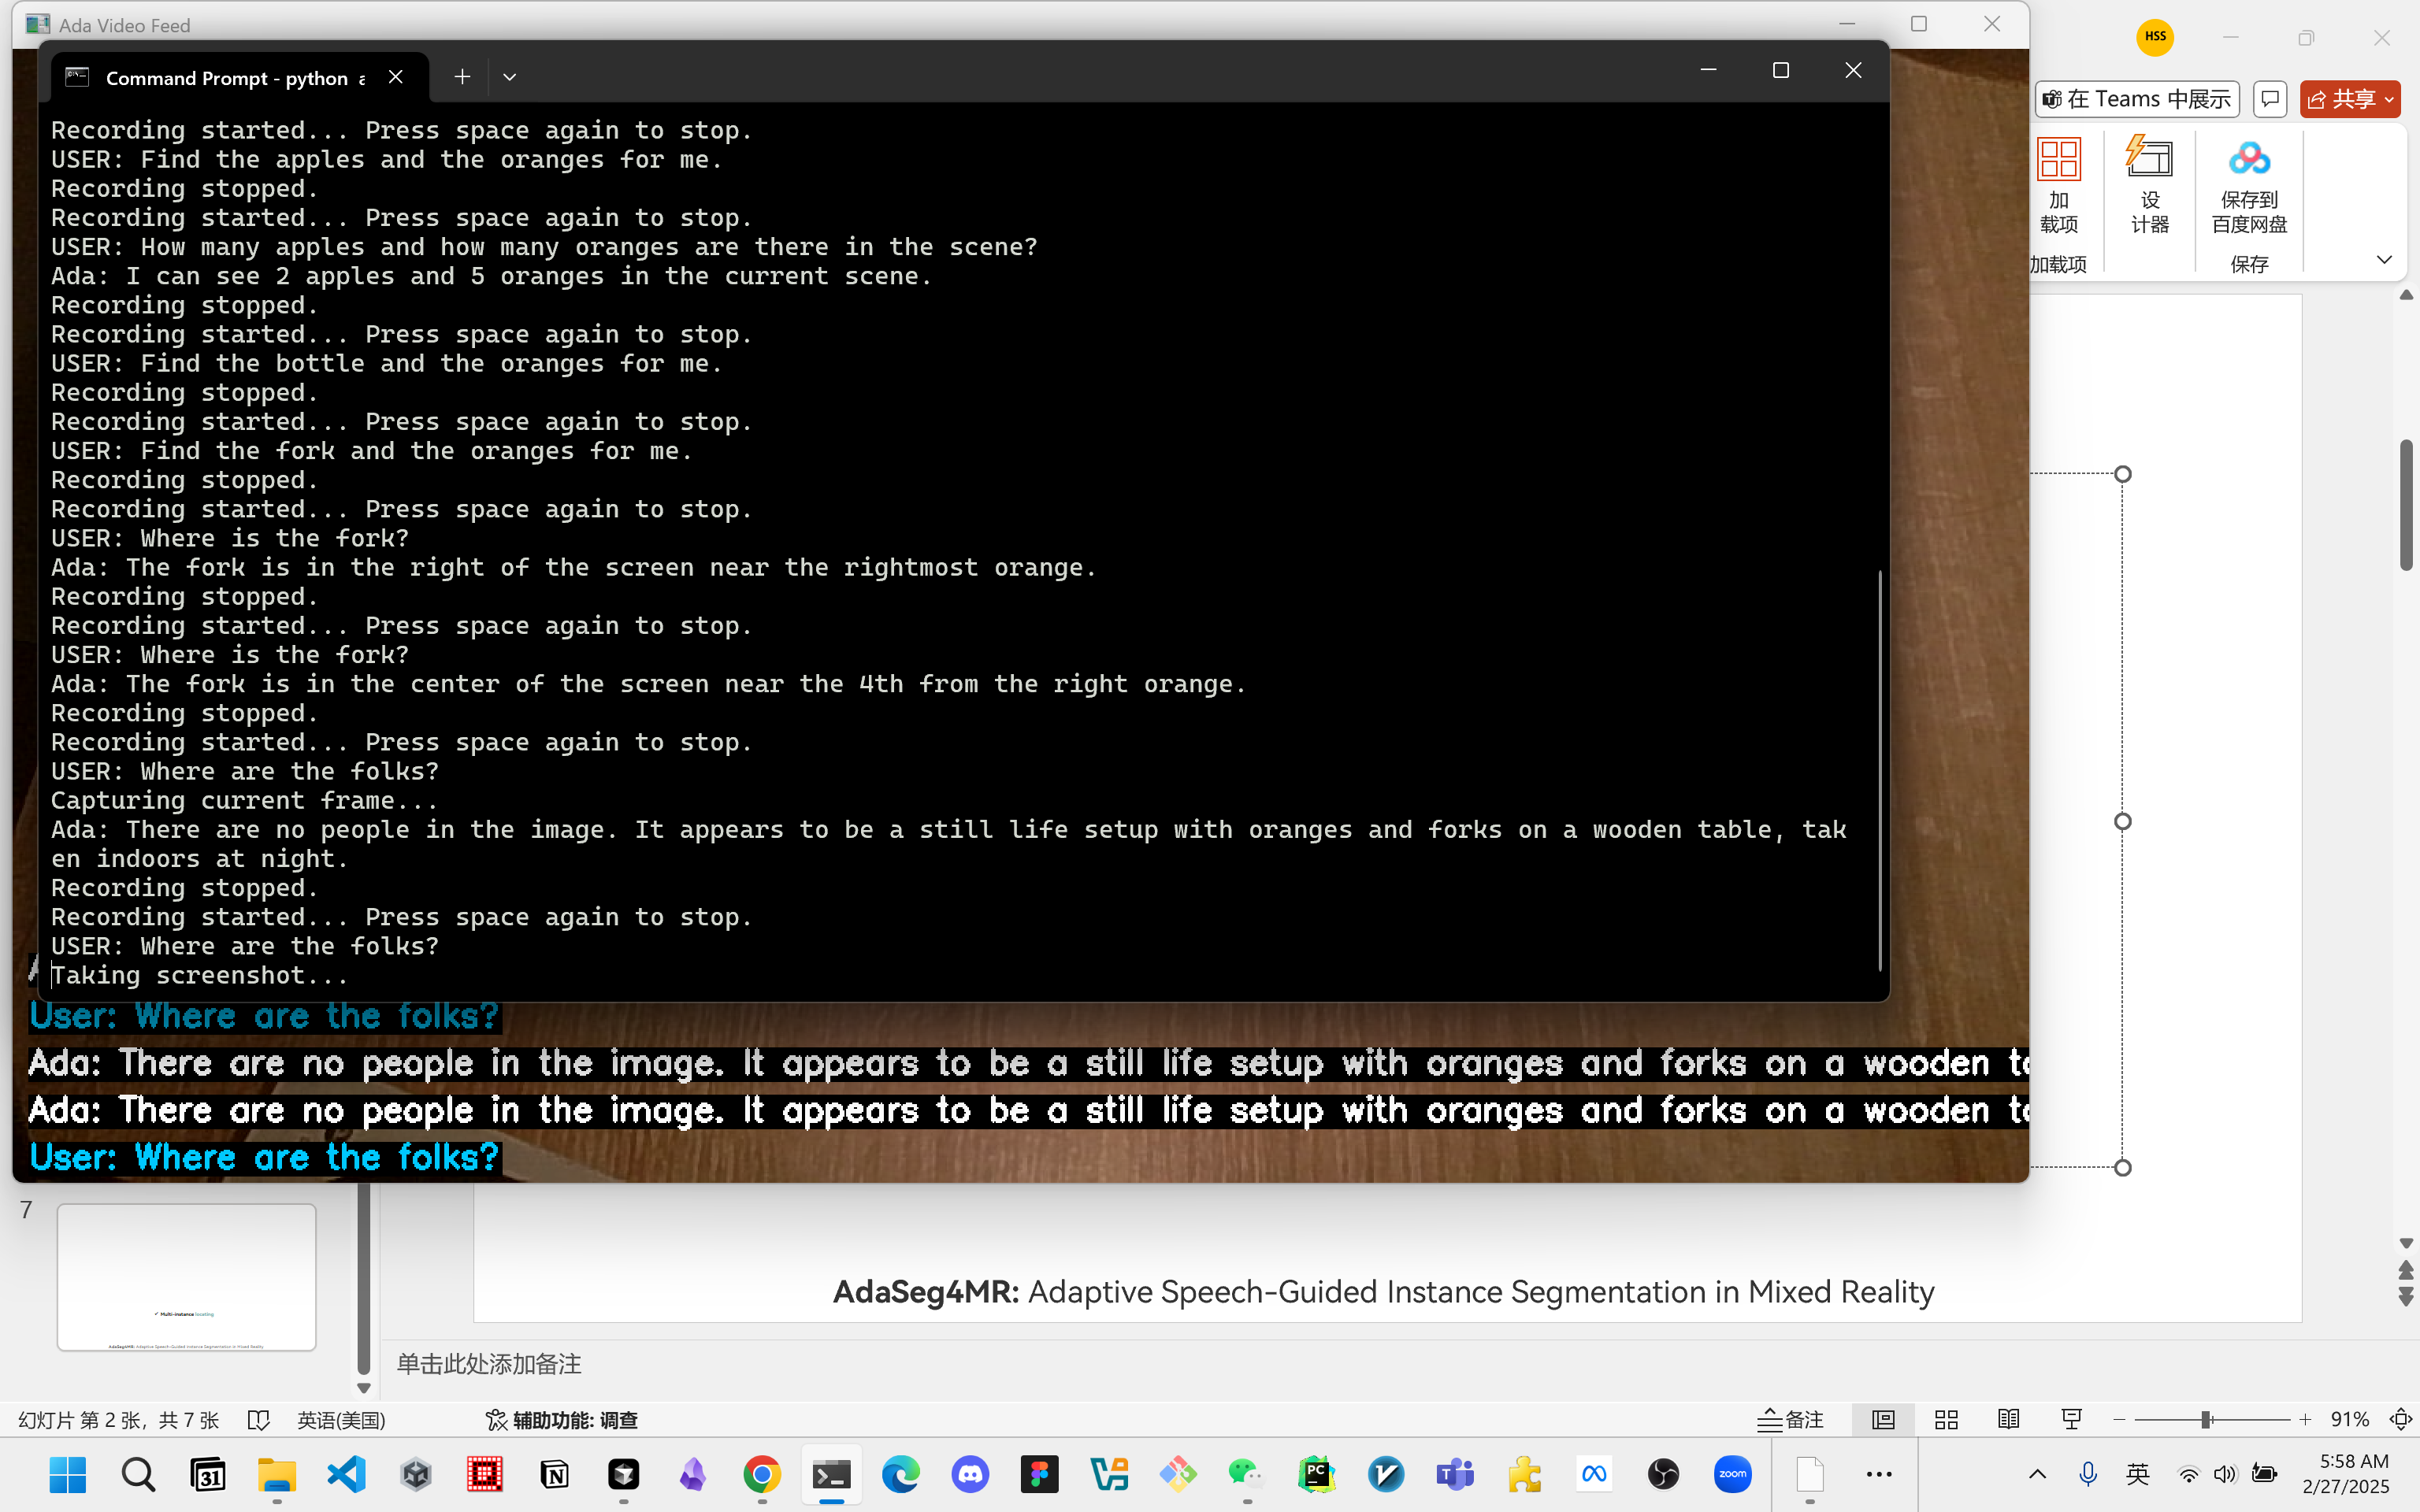 Ada Video Feed
HSS
Command Prompt - python
在 Teams 中展示
共享
加
载项
设
计器
保存到
百度网盘
加载项
保存
Recording started... Press space again to stop.
USER: Find the apples and the oranges for me.
Recording stopped.
Recording started... Press space again to stop.
USER: How many apples and how many oranges are there in the scene?
Ada: I can see 2 apples and 5 oranges in the current scene.
Recording stopped.
Recording started... Press space again to stop.
USER: Find the bottle and the oranges for me.
Recording stopped.
Recording started... Press space again to stop.
USER: Find the fork and the oranges for me.
Recording stopped.
Recording started... Press space again to stop.
USER: Where is the fork?
Ada: The fork is in the right of the screen near the rightmost orange.
Recording stopped.
Recording started... Press space again to stop.
USER: Where is the fork?
Ada: The fork is in the center of the screen near the 4th from the right orange.
Recording stopped.
Recording started... Press space again to stop.
USER: Where are the folks?
Capturing current frame...
Ada: There are no people in the image. It appears to be a still life setup with oranges and forks on a wooden table, tak
en indoors at night.
Recording stopped.
Recording started... Press space again to stop.
USER: Where are the folks?
Taking screenshot...
User: Where are the folks?
Ada: There are no people in the image. It appears to be a still life setup with oranges and forks on a wooden
Ada: There are no people in the image. It appears to be a still life setup with oranges and forks on a wooden
User: Where are the folks?
7
✓ Multi-instance locating
AdaSeg4MR: Adaptive Speech-Guided Instance Segmentation in Mixed Reality
AdaSeg4MR: Adaptive Speech-Guided Instance Segmentation in Mixed Reality
单击此处添加备注
幻灯片 第 2 张，共 7 张
英语(美国)
辅助功能: 调查
备注
91%
31
PC
zoom
英
5:58 AM
2/27/2025